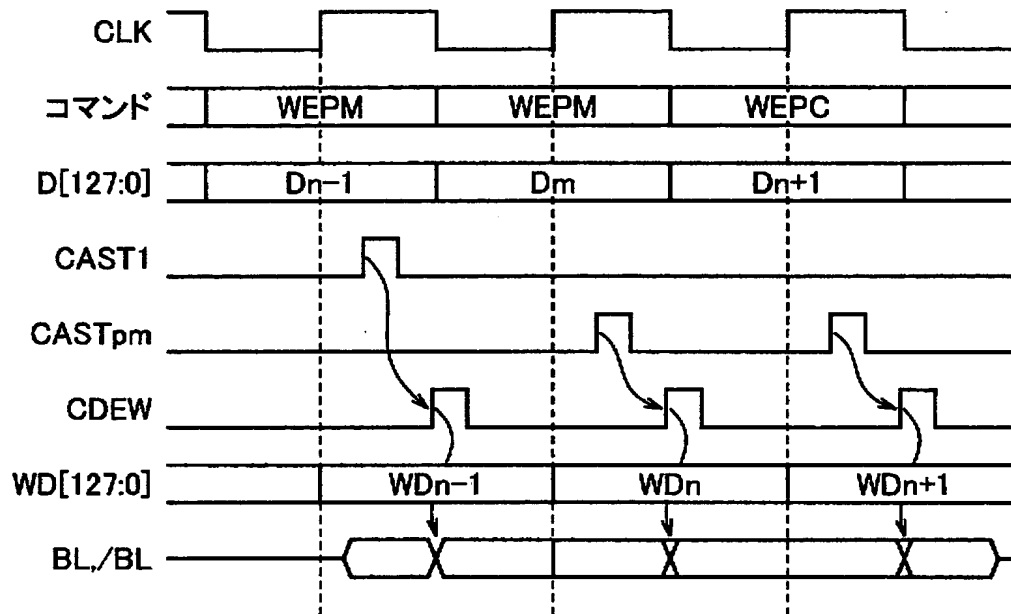 CLK
コマンド WEPM WEPM WEPC
D[127:0] Dn-1 Dm Dn+1
CAST1
CASTpm
CDEW
WD[127:0] WDn-1 WDn WDn+1
BL,/BL